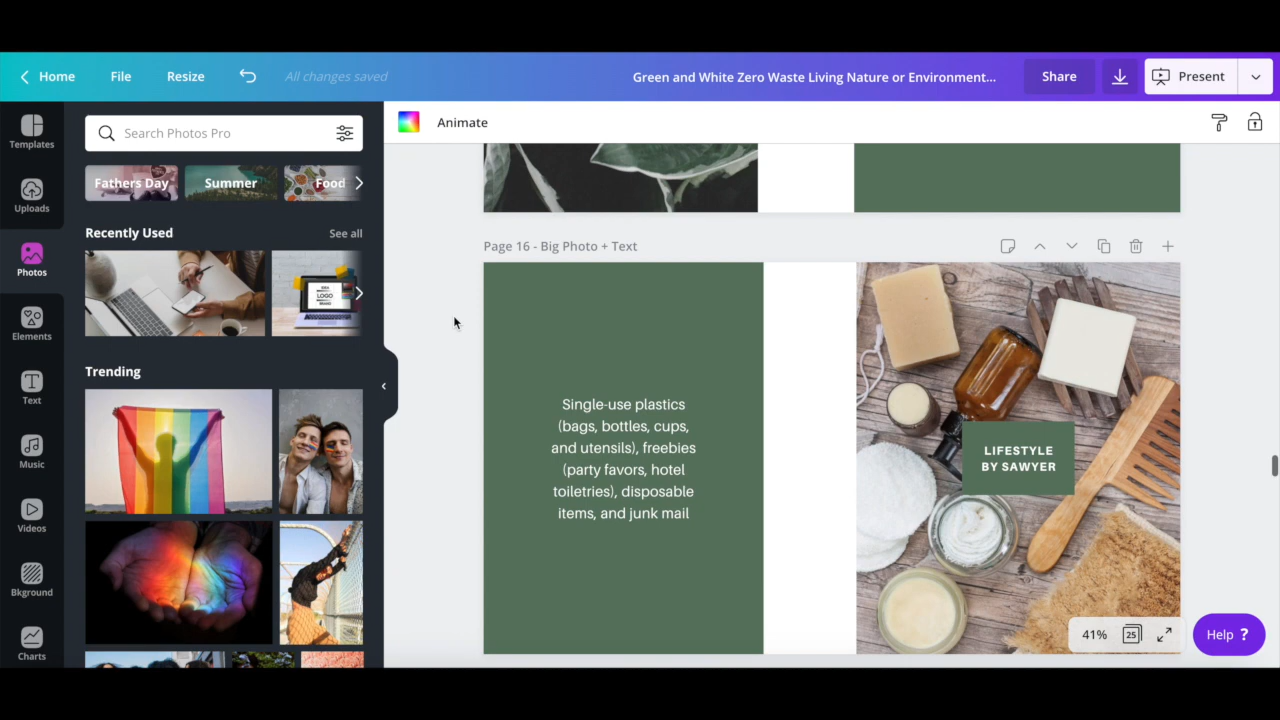 Home
File
Resize
All changes saved
Green and White Zero Waste Living Nature or Environment...
Share
Present
Templates
Uploads
Photos
Elements
Text
Music
Videos
Bkground
Charts
Search Photos Pro
Fathers Day
Summer
Food
Recently Used
See all
IDEA
LOGO
BRAND
Trending
Animate
Page 16 - Big Photo + Text
Single-use plastics
(bags, bottles, cups,
and utensils), freebies
(party favors, hotel
toiletries), disposable
items, and junk mail
LIFESTYLE
BY SAWYER
41%
25
Help ?